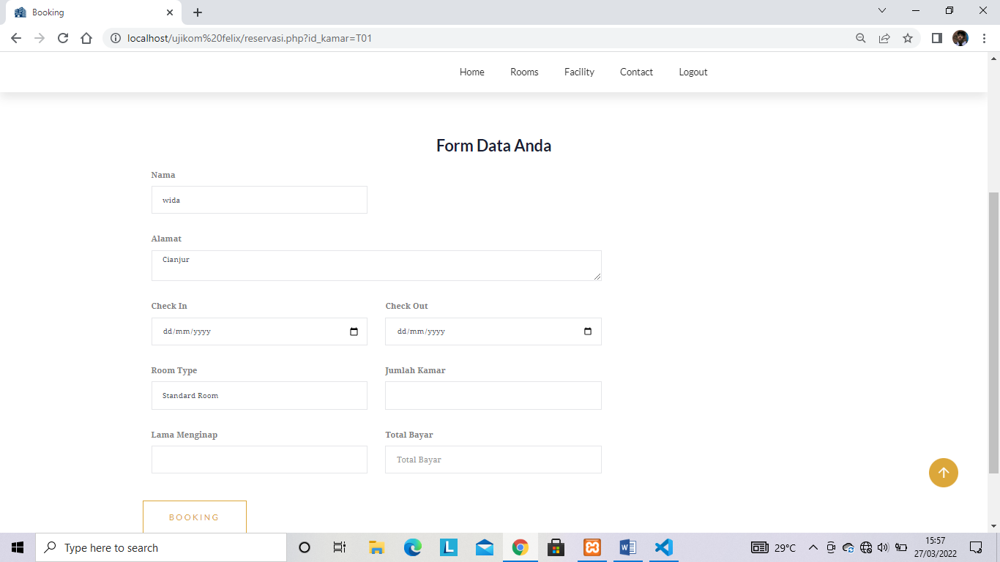 Booking
localhost/ujikom%20felix/reservasi.php?id_kamar=T01
Home Rooms Facility Contact Logout
Form Data Anda
Nama
wida
Alamat
Cianjur
Check In Check Out
dd/mm/yyyy dd/mm/yyyy
Room Type Jumlah Kamar
Standard Room
Lama Menginap Total Bayar
Total Bayar
BOOKING
Type here to search
L
W
29°C
15:57
27/03/2022